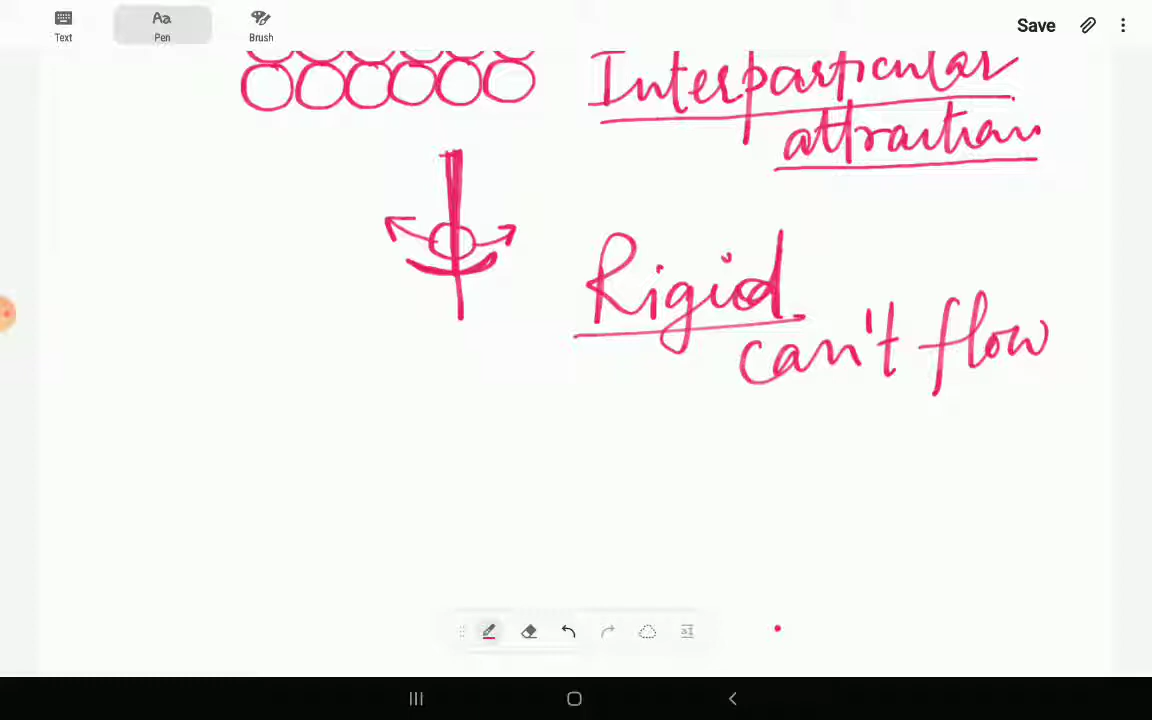 Text
Pen
Brush
Save
Interparticular
attraction
Rigid
can't flow